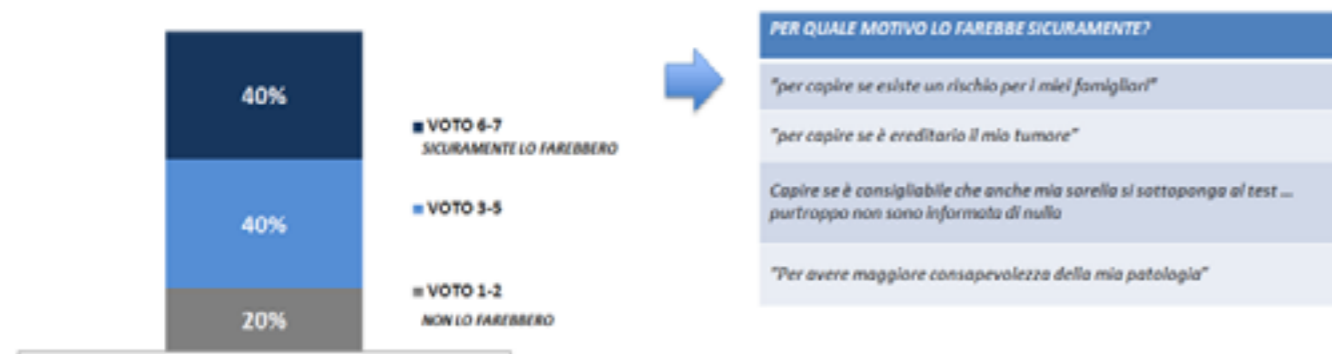 40%
40%
20%
VOTO 6-7
SICURAMENTE LO FAREBBERO
VOTO 3-5
VOTO 1-2
NON LO FAREBBERO
PER QUALE MOTIVO LO FAREBBE SICURAMENTE?
"per capire se esiste un rischio per i miei famigliari"
"per capire se è ereditario il mio tumore"
Capire se è consigliabile che anche mia sorella si sottoponga al test ...
purtroppo non sono informata di nulla
"Per avere maggiore consapevolezza della mia patologia"